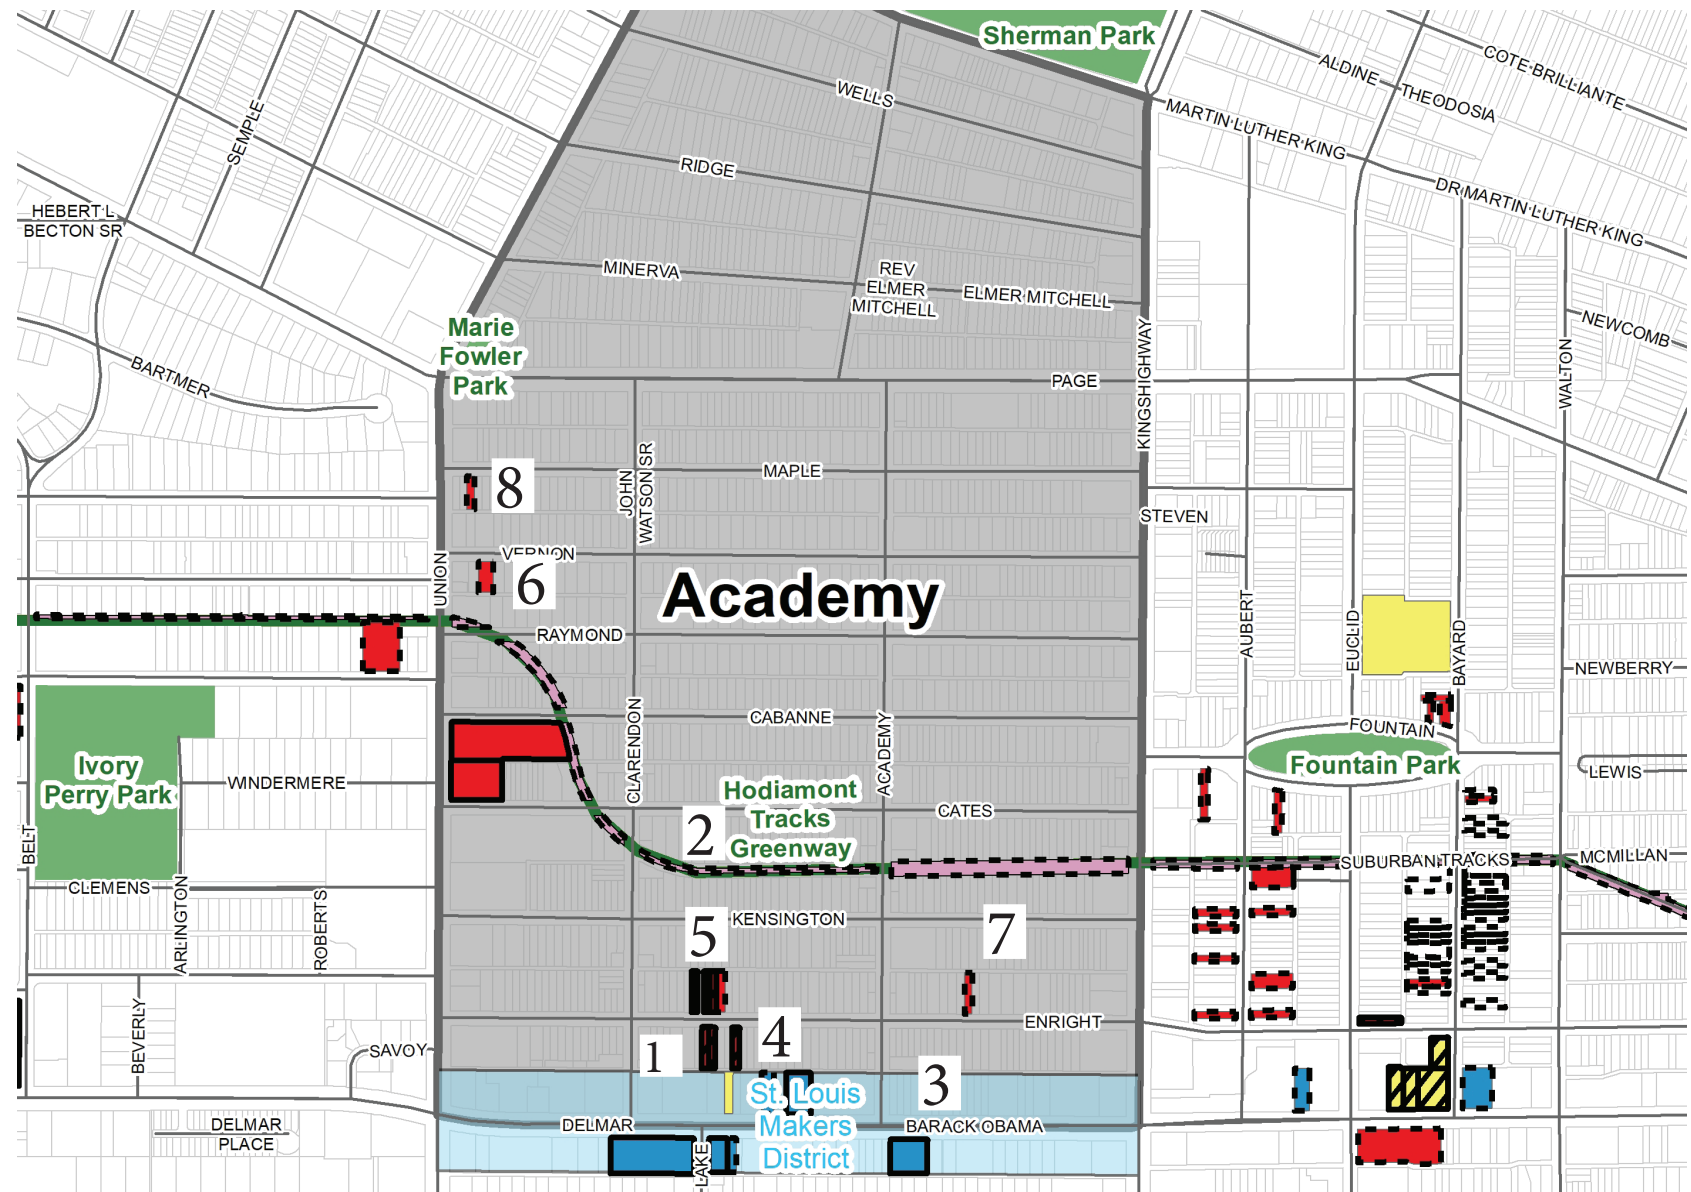 Sherman Park
COTE BRILLIANTE
ALDINE
THEODOSIA
WELLS
MARTIN LUTHER KING
SEMPLE
RIDGE
DR MARTIN LUTHER KING
HEBERT L
BECTON SR
MINERVA
REV
ELMER
MITCHELL
ELMER MITCHELL
NEWCOMB
Marie
Fowler
Park
BARTMER
PAGE
KINGSHIGHWAY
WALTON
MAPLE
JOHN
WATSON SR
8
STEVEN
VERNON
UNION
6
Academy
AUBERT
EUCLID
BAYARD
RAYMOND
NEWBERRY
CABANNE
CLARENDON
ACADEMY
FOUNTAIN
Fountain Park
Ivory
Perry Park
WINDERMERE
LEWIS
Hodiamont
Tracks
Greenway
CATES
2
BELT
SUBURBAN TRACKS
MCMILLAN
CLEMENS
ARLINGTON
ROBERTS
KENSINGTON
5
7
ENRIGHT
BEVERLY
SAVOY
1
4
3
St. Louis
Makers
District
DELMAR
BARACK OBAMA
DELMAR
PLACE
LAKE